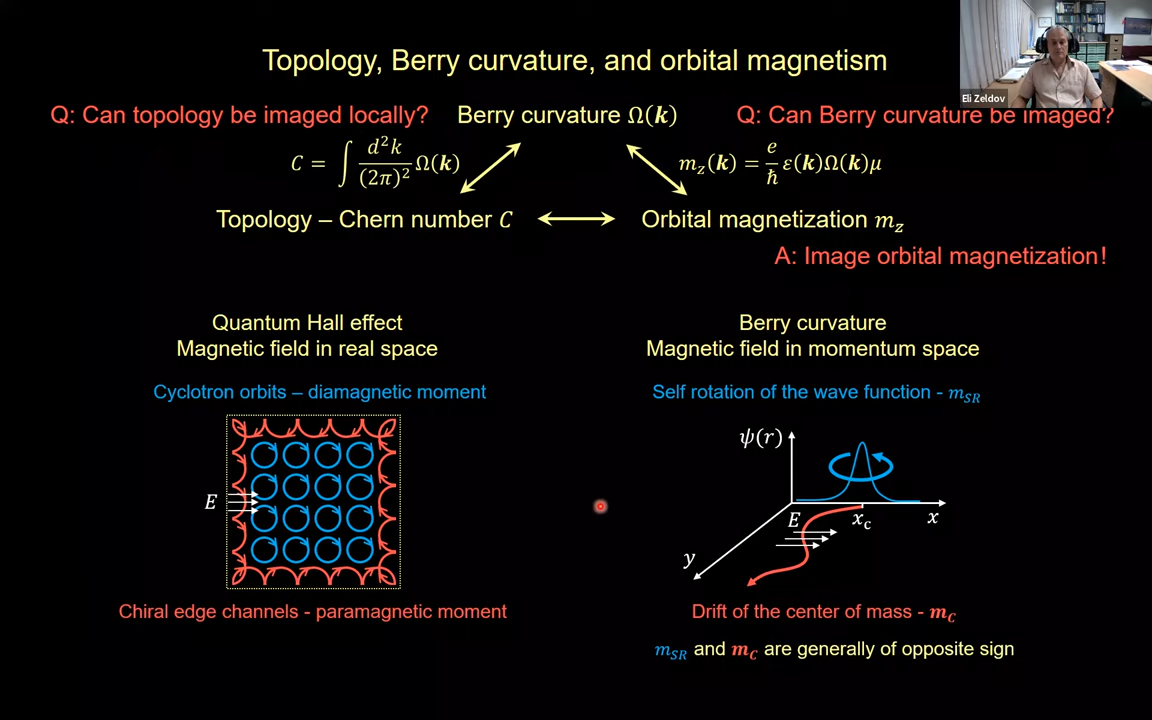 Topology, Berry curvature, and orbital magnetism
Eli Zeldov
Q: Can topology be imaged locally?
Berry curvature Ω(k)
Q: Can Berry curvature be imaged?
C = ∫ d²k/(2π)² Ω(k)
m_z(k) = e/ħ ε(k)Ω(k)μ
Topology – Chern number C
Orbital magnetization m_z
A: Image orbital magnetization!
Quantum Hall effect
Magnetic field in real space
Cyclotron orbits – diamagnetic moment
E
Chiral edge channels - paramagnetic moment
Berry curvature
Magnetic field in momentum space
Self rotation of the wave function - m_SR
ψ(r)
E
x_c
x
y
Drift of the center of mass - m_C
m_SR and m_C are generally of opposite sign